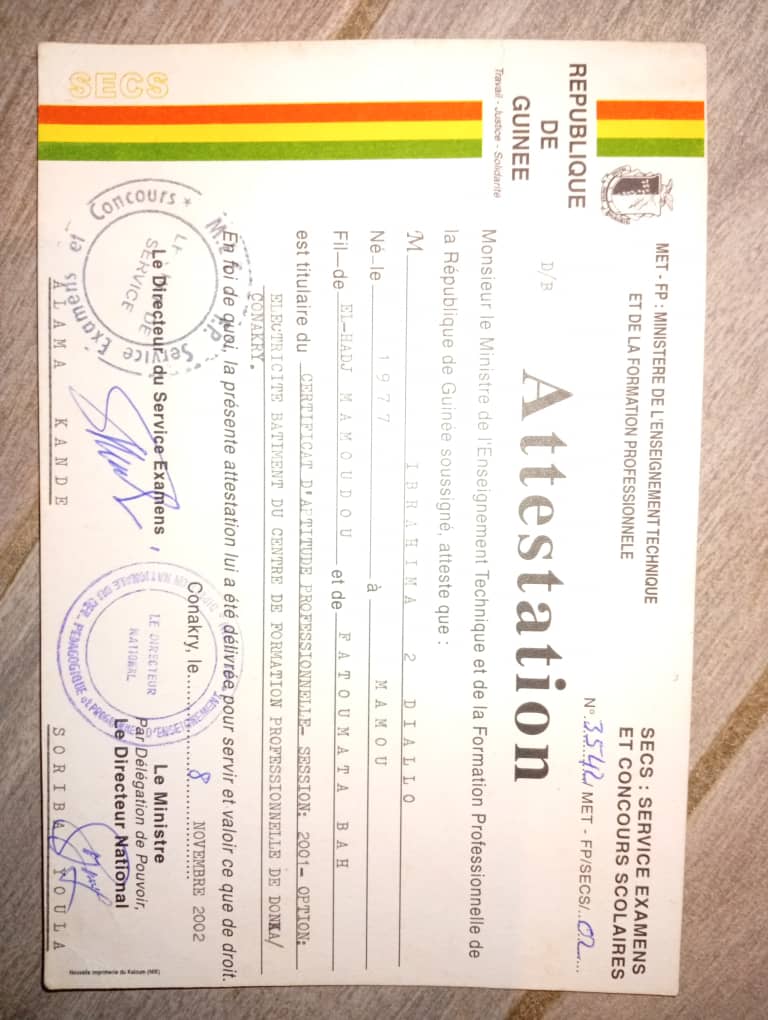 REPUBLIQUE
DE
GUINEE
Travail - Justice - Solidarité
MET - FP : MINISTERE DE L'ENSEIGNEMENT TECHNIQUE
ET DE LA FORMATION PROFESSIONNELLE
SECS : SERVICE EXAMENS
ET CONCOURS SCOLAIRES
N° 3542 / MET - FP/SECS/..02...
D/B
Attestation
Monsieur le Ministre de l'Enseignement Technique et de la Formation Professionnelle de
la République de Guinée soussigné, atteste que :
M IBRAHIMA 2 DIALLO
Né-le 1977 à MAMOU
Fil-de EL-HADJ MAMOUDOU et de FATOUMATA BAH
est titulaire du CERTIFICAT D'APTITUDE PROFESSIONNELLE- SESSION: 2001- OPTION:
ELECTRICITE BATIMENT DU CENTRE DE FORMATION PROFESSIONNELLE DE DONKA/
CONAKRY.
En foi de quoi, la présente attestation lui a été délivrée pour servir et valoir ce que de droit.
Conakry, le 8 NOVEMBRE 2002
Le Directeur du Service Examens,
ALAMA KANDE
Le Ministre
Par Délégation de Pouvoir,
Le Directeur National
SORIBA TOULA
Concours *
Service Examens et
SERVICE
LE DIRECTEUR
NATIONAL
SECS
Nouvelle imprimerie du Kaloum (NIK)